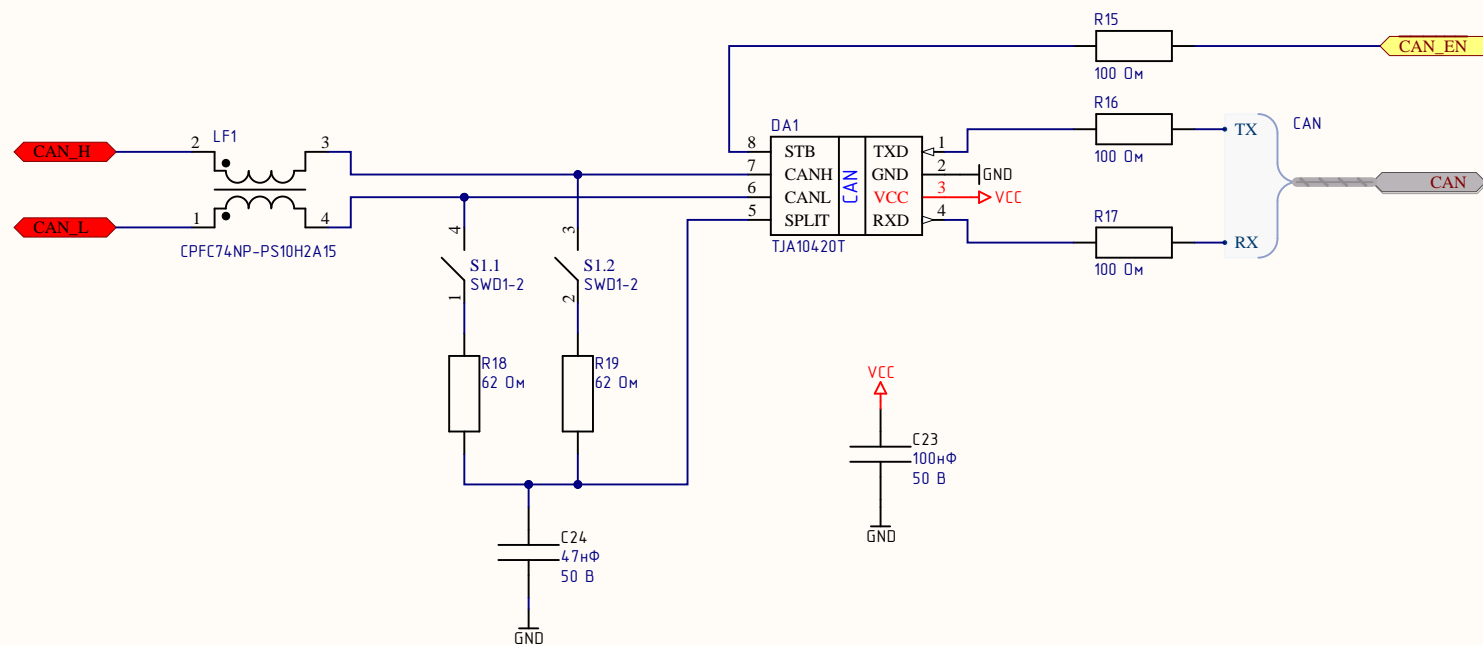 R15
CAN_EN
100 Ом
R16
CAN
TX
100 Ом
LF1
2
3
CAN_H
DA1
8
STB
TXD
1
7
CANH
GND
2
GND
CAN
6
CANL
VCC
3
VCC
5
SPLIT
RXD
4
TJA10420T
CAN
R17
RX
100 Ом
1
4
CAN_L
CPFC74NP-PS10H2A15
4
S1.1
SWD1-2
1
3
S1.2
SWD1-2
2
R18
62 Ом
R19
62 Ом
VCC
C23
100нФ
50 В
GND
C24
47нФ
50 В
GND